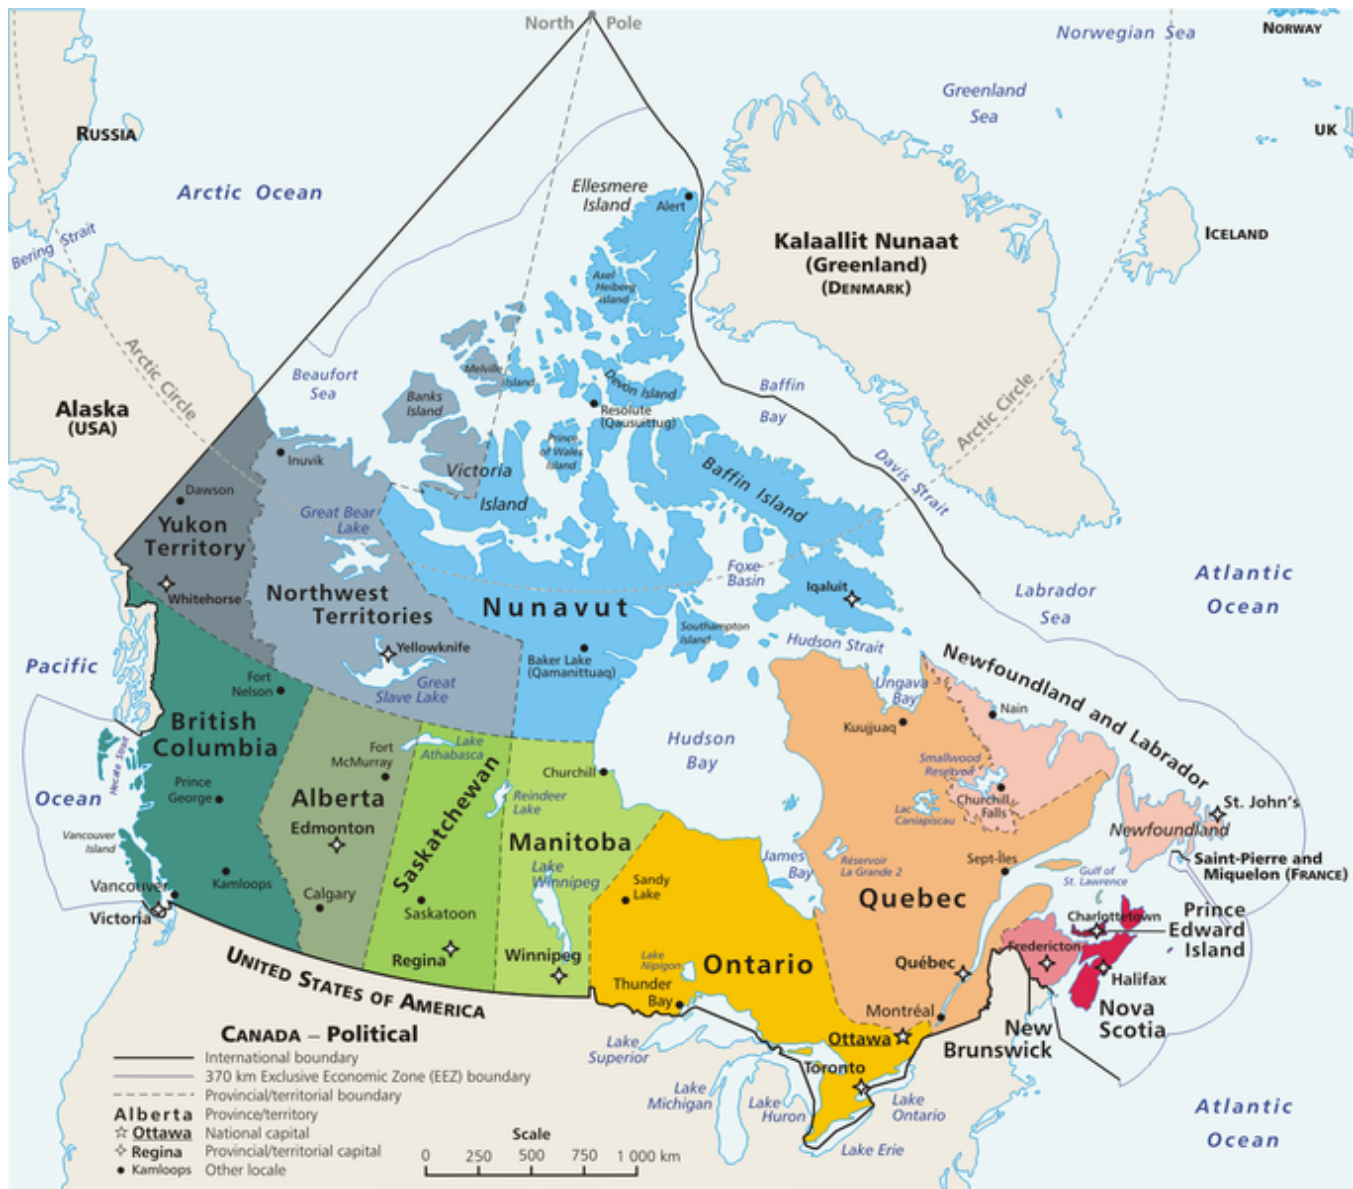 North Pole
Norwegian Sea
NORWAY
Greenland
Sea
RUSSIA
UK
Arctic Ocean
Ellesmere
Island
Alert
Bering Strait
Kalaallit Nunaat
(Greenland)
(DENMARK)
ICELAND
Axel
Heiberg
Island
Arctic Circle
Beaufort
Sea
Melville
Island
Devon Island
Baffin
Bay
Arctic Circle
Alaska
(USA)
Banks
Island
Resolute
(Qausuittuq)
Prince
of Wales
Island
Inuvik
Victoria
Island
Baffin Island
Davis Strait
Dawson
Yukon
Territory
Great Bear
Lake
Foxe
Basin
Iqaluit
Labrador
Sea
Atlantic
Ocean
Whitehorse
Northwest
Territories
Nunavut
Southampton
Island
Hudson Strait
Yellowknife
Baker Lake
(Qamanittuaq)
Great
Slave Lake
Newfoundland and Labrador
Pacific
Ocean
Fort
Nelson
Ungava
Bay
Kuujjuaq
Nain
British
Columbia
Hecate Strait
Fort
McMurray
Lake
Athabasca
Hudson
Bay
Smallwood
Reservoir
Churchill
Prince
George
Alberta
Saskatchewan
Reindeer
Lake
Lac
Caniapiscau
Churchill
Falls
St. John's
Newfoundland
Vancouver
Island
Edmonton
Manitoba
James
Bay
Réservoir
La Grande 2
Sept-Îles
Saint-Pierre and
Miquelon (FRANCE)
Gulf of
St. Lawrence
Vancouver
Kamloops
Calgary
Saskatoon
Lake
Winnipeg
Sandy
Lake
Quebec
Charlottetown
Prince
Edward
Island
Victoria
Regina
Winnipeg
Lake
Nipigon
Ontario
Québec
Fredericton
Halifax
UNITED STATES OF AMERICA
Thunder
Bay
Montréal
Nova
Scotia
New
Brunswick
Ottawa
Lake
Superior
Toronto
Lake
Michigan
Lake
Huron
Lake
Ontario
Lake Erie
Atlantic
Ocean
CANADA – Political
International boundary
370 km Exclusive Economic Zone (EEZ) boundary
Provincial/territorial boundary
Alberta Province/territory
Ottawa National capital
Regina Provincial/territorial capital
Kamloops Other locale
Scale
0 250 500 750 1 000 km